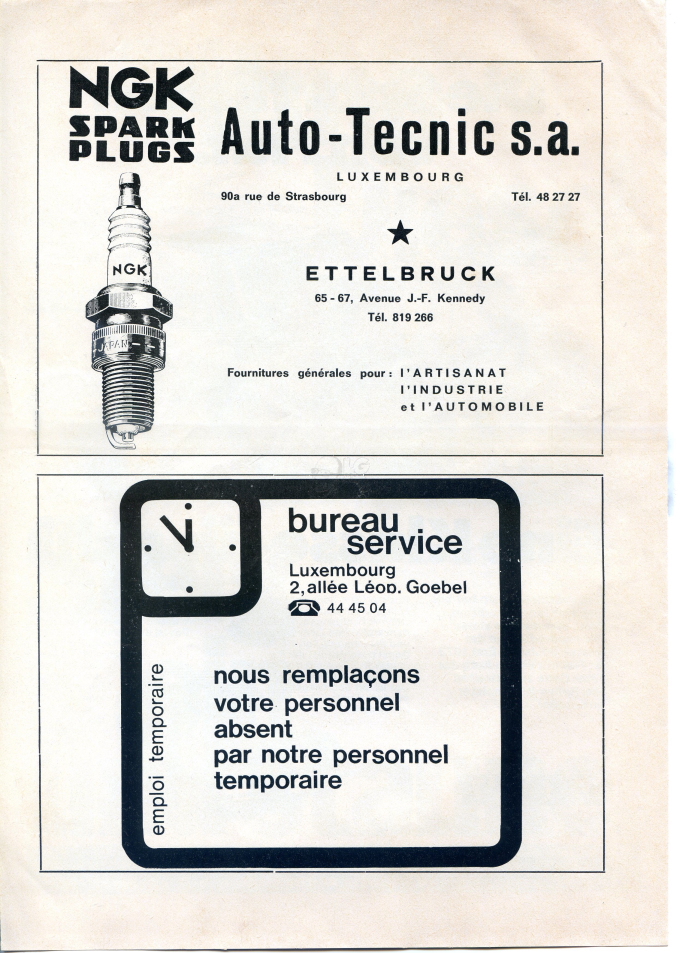 NGK
SPARK
PLUGS
Auto-Tecnic s.a.
LUXEMBOURG
90a rue de Strasbourg Tél. 48 27 27
NGK
JAPAN
ETTELBRUCK
65-67, Avenue J.-F. Kennedy
Tél. 819 266
Fournitures générales pour : l'ARTISANAT
l'INDUSTRIE
et l'AUTOMOBILE
bureau
service
Luxembourg
2, allée Léop. Goebel
44 45 04
emploi temporaire
nous remplaçons
votre personnel
absent
par notre personnel
temporaire